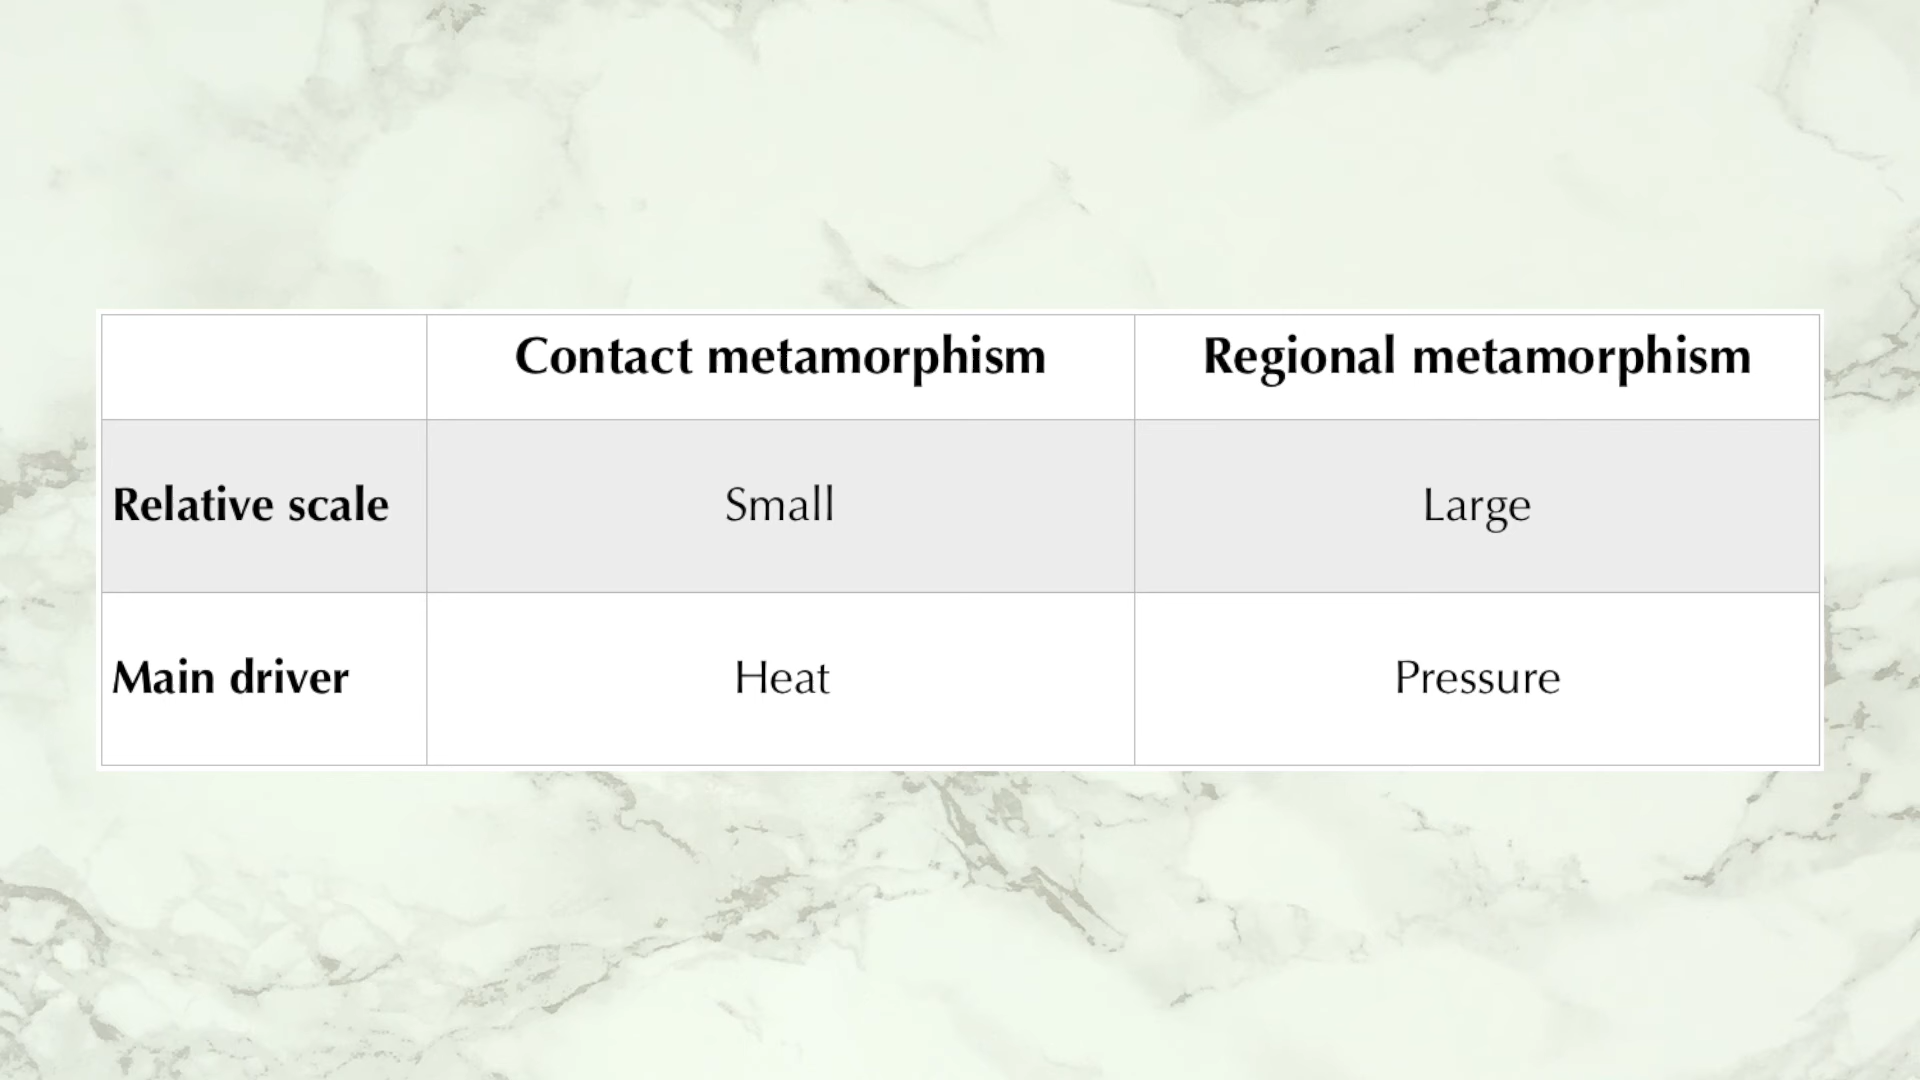 Contact metamorphism Regional metamorphism
Relative scale Small Large
Main driver Heat Pressure